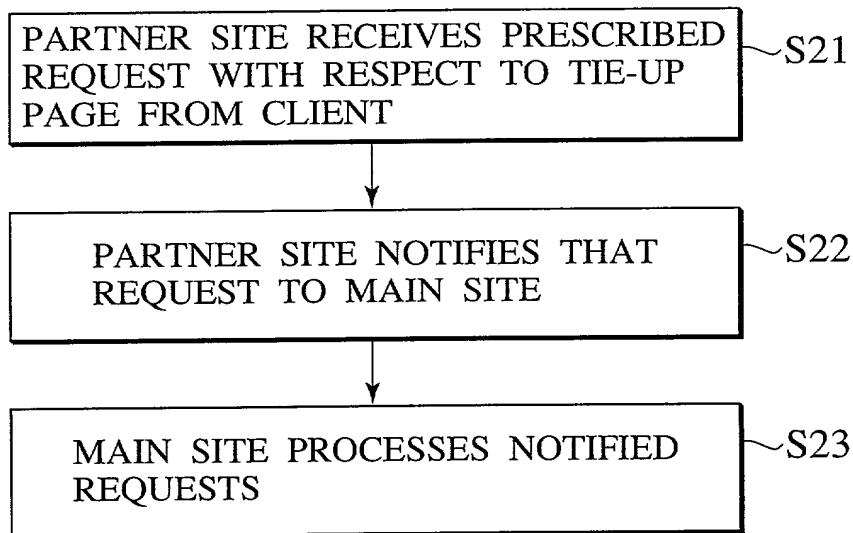 PARTNER SITE RECEIVES PRESCRIBED
REQUEST WITH RESPECT TO TIE-UP
PAGE FROM CLIENT
S21
PARTNER SITE NOTIFIES THAT
REQUEST TO MAIN SITE
S22
MAIN SITE PROCESSES NOTIFIED
REQUESTS
S23